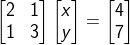 [2 1; 1 3] [x; y] = [4; 7]